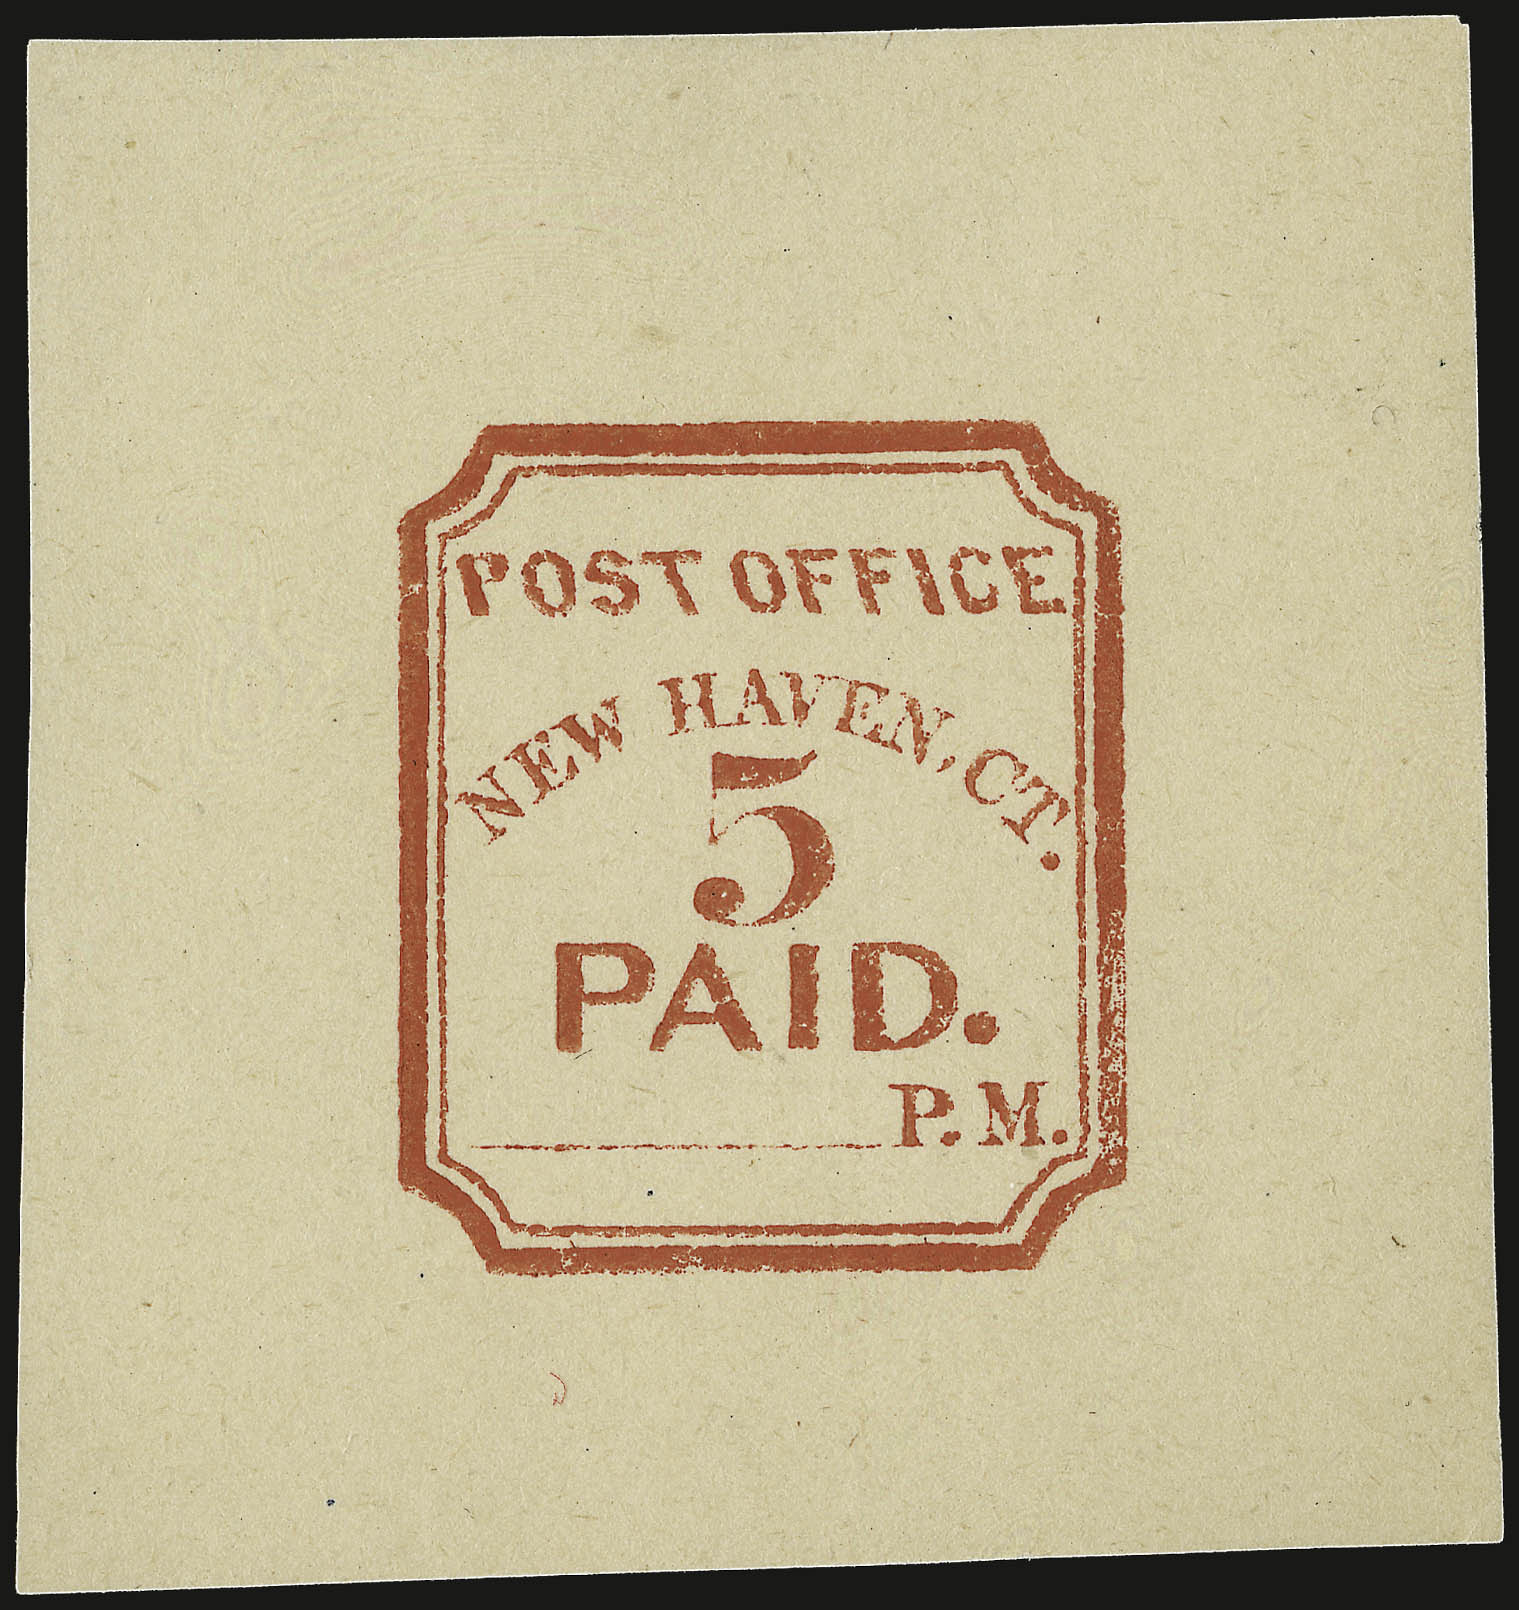 POST OFFICE
NEW HAVEN, CT.
5
PAID.
P. M.